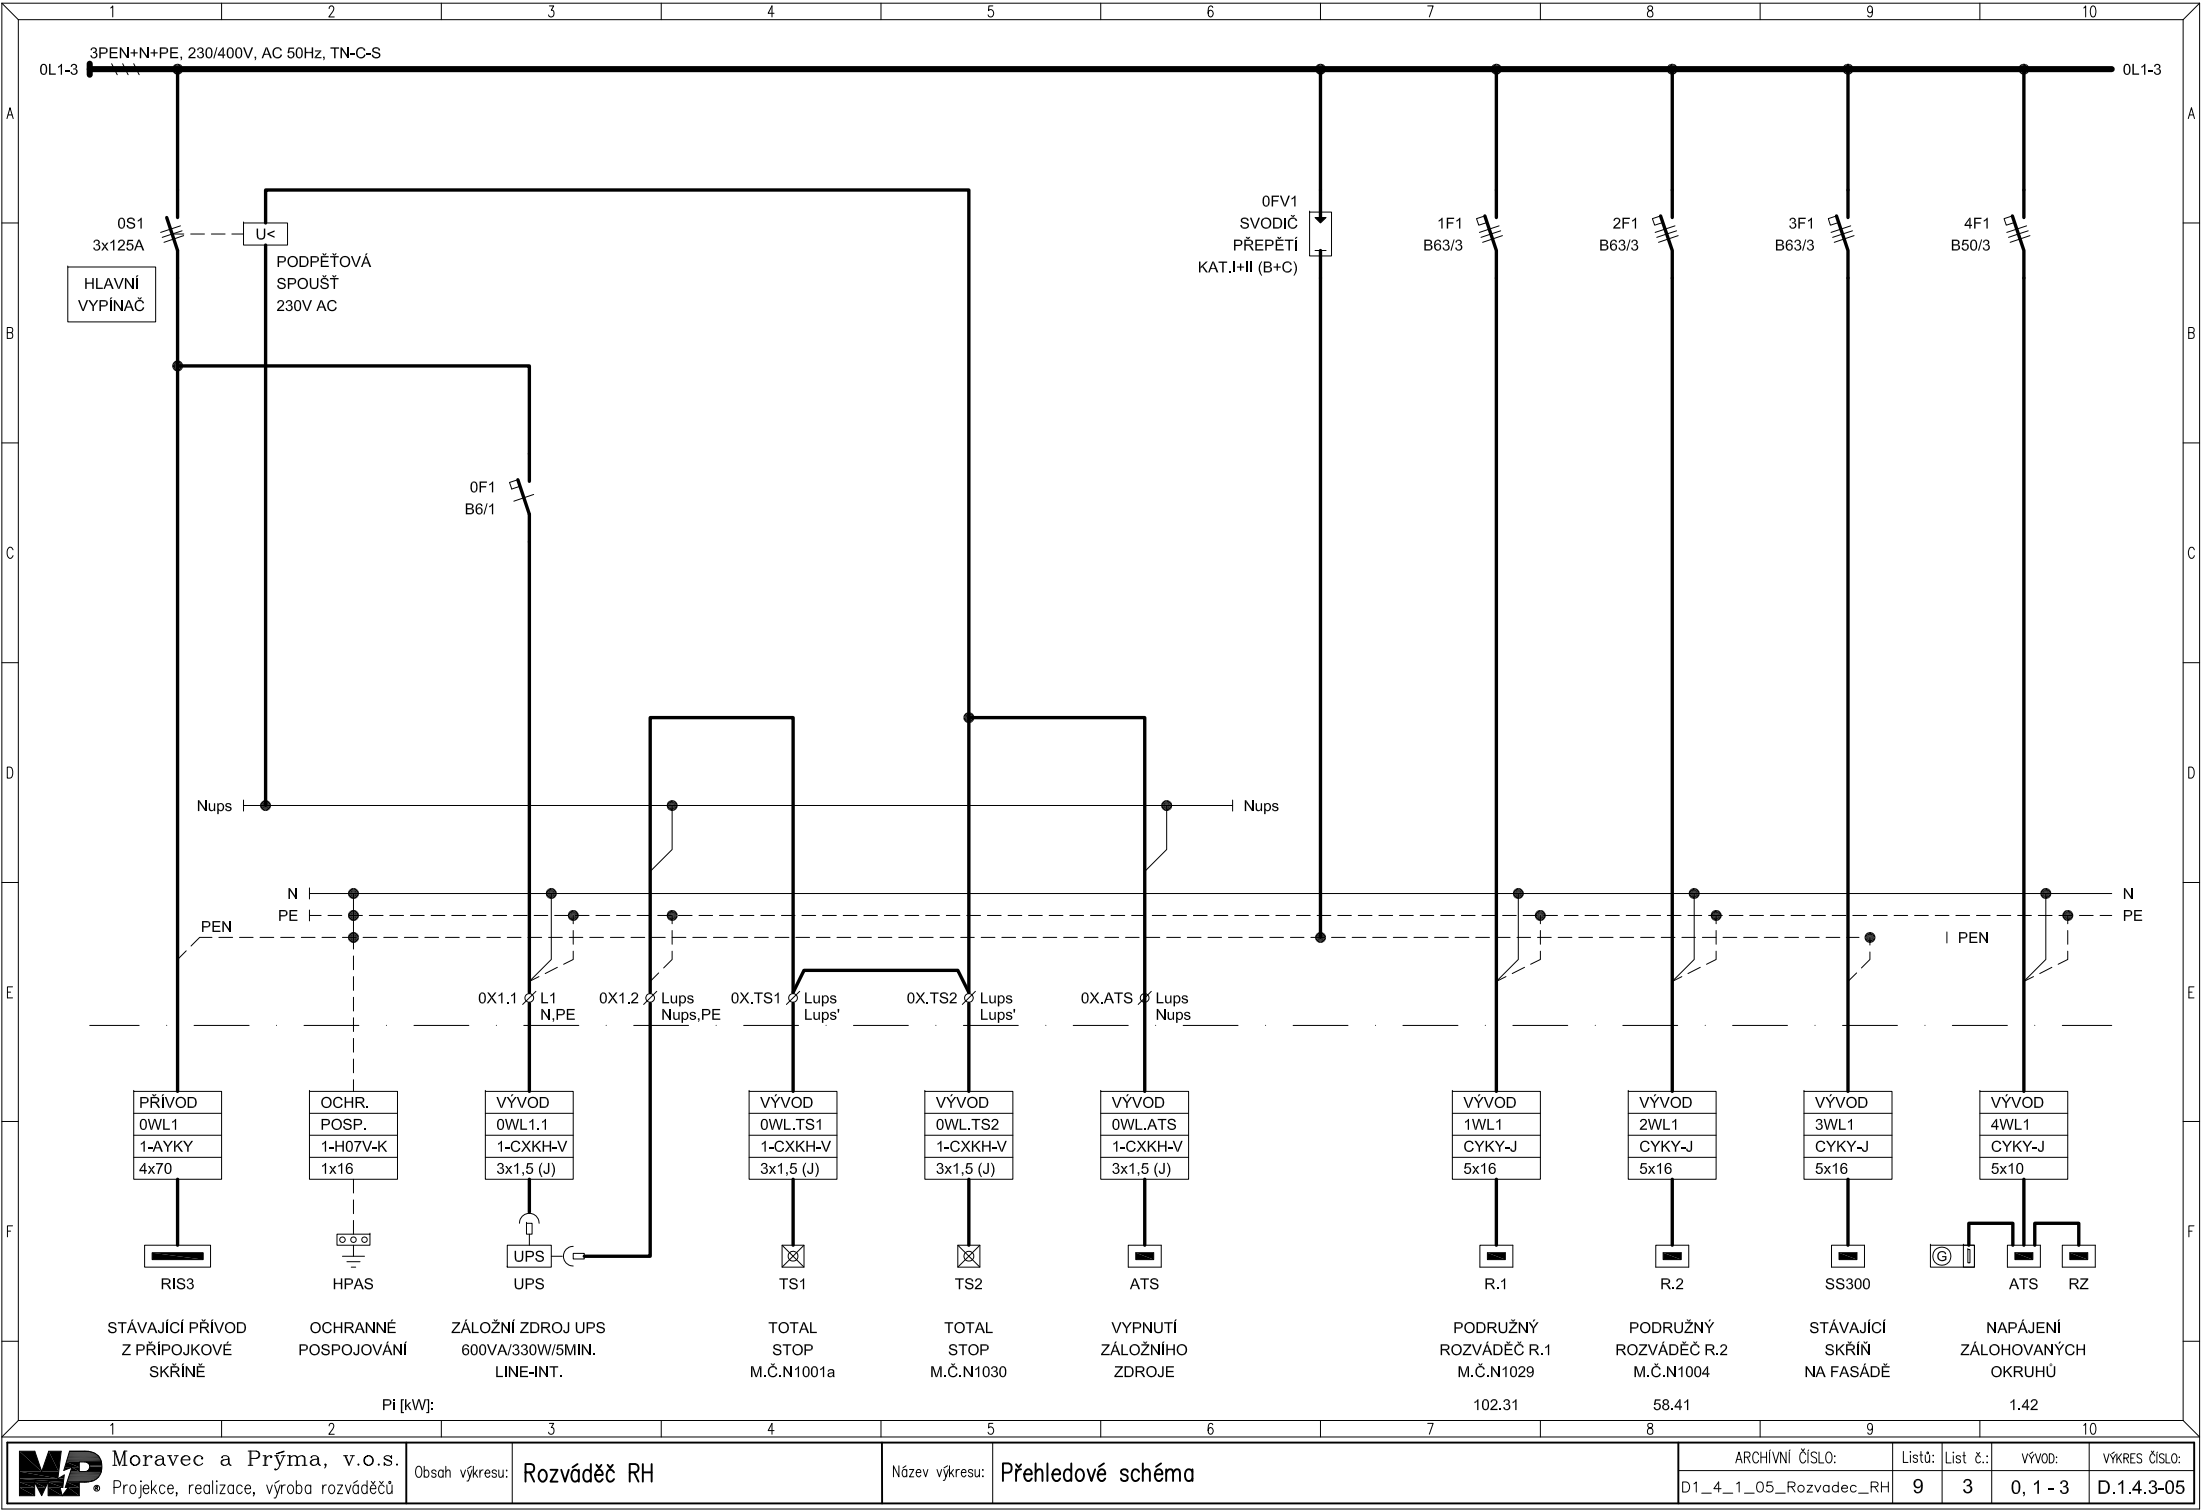 1 2 3 4 5 6 7 8 9 10
3PEN+N+PE, 230/400V, AC 50Hz, TN-C-S
0L1-3 0L1-3
A A
0S1
3x125A
HLAVNÍ
VYPÍNAČ
U<
PODPĚŤOVÁ
SPOUŠŤ
230V AC
0FV1
SVODIČ
PŘEPĚTÍ
KAT.I+II (B+C)
1F1
B63/3
2F1
B63/3
3F1
B63/3
4F1
B50/3
B B
0F1
B6/1
C C
D D
Nups Nups
N N
PE PE
PEN PEN
E E
0X1.1 L1
N,PE
0X1.2 Lups
Nups,PE
0X.TS1 Lups
Lups'
0X.TS2 Lups
Lups'
0X.ATS Lups
Nups
PŘÍVOD
0WL1
1-AYKY
4x70
OCHR.
POSP.
1-H07V-K
1x16
VÝVOD
0WL1.1
1-CXKH-V
3x1,5 (J)
VÝVOD
0WL.TS1
1-CXKH-V
3x1,5 (J)
VÝVOD
0WL.TS2
1-CXKH-V
3x1,5 (J)
VÝVOD
0WL.ATS
1-CXKH-V
3x1,5 (J)
VÝVOD
1WL1
CYKY-J
5x16
VÝVOD
2WL1
CYKY-J
5x16
VÝVOD
3WL1
CYKY-J
5x16
VÝVOD
4WL1
CYKY-J
5x10
F F
UPS
G
RIS3 HPAS UPS TS1 TS2 ATS R.1 R.2 SS300 ATS RZ
STÁVAJÍCÍ PŘÍVOD
Z PŘÍPOJKOVÉ
SKŘÍNĚ
OCHRANNÉ
POSPOJOVÁNÍ
ZÁLOŽNÍ ZDROJ UPS
600VA/330W/5MIN.
LINE-INT.
TOTAL
STOP
M.Č.N1001a
TOTAL
STOP
M.Č.N1030
VYPNUTÍ
ZÁLOŽNÍHO
ZDROJE
PODRUŽNÝ
ROZVÁDĚČ R.1
M.Č.N1029
PODRUŽNÝ
ROZVÁDĚČ R.2
M.Č.N1004
STÁVAJÍCÍ
SKŘÍŇ
NA FASÁDĚ
NAPÁJENÍ
ZÁLOHOVANÝCH
OKRUHŮ
Pi [kW]: 102.31 58.41 1.42
1 2 3 4 5 6 7 8 9 10
MP
Moravec a Prýma, v.o.s.
Projekce, realizace, výroba rozváděčů
Obsah výkresu: Rozváděč RH
Název výkresu: Přehledové schéma
ARCHÍVNÍ ČÍSLO: Listů: List č.: VÝVOD: VÝKRES ČÍSLO:
D1_4_1_05_Rozvadec_RH 9 3 0, 1 - 3 D.1.4.3-05